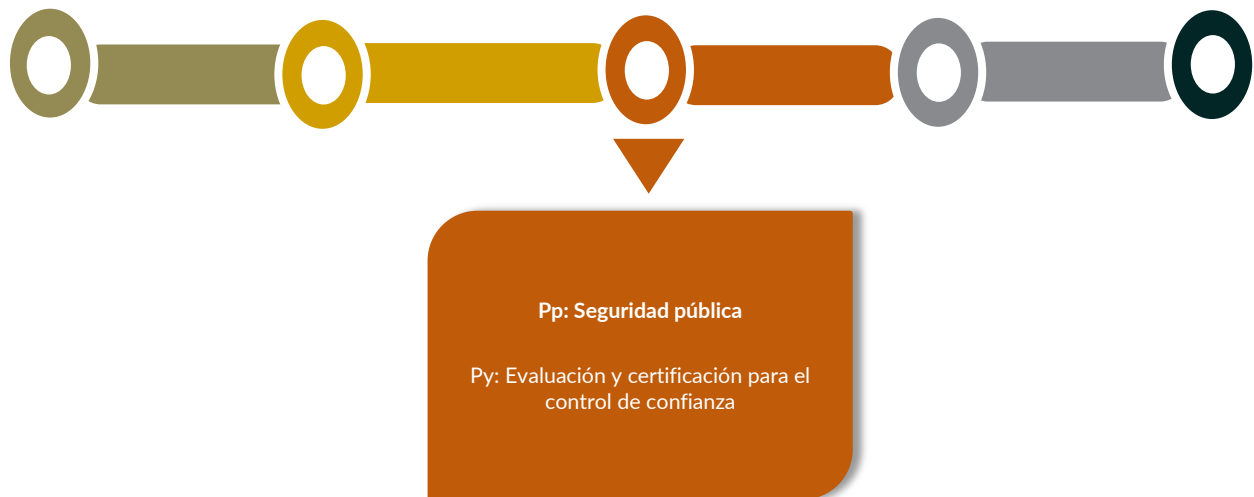 Pp: Seguridad pública
Py: Evaluación y certificación para el
control de confianza